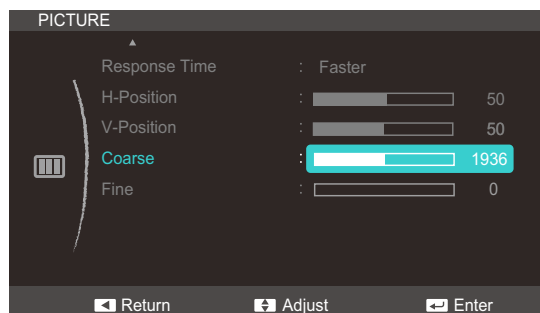 PICTURE
Response Time : Faster
H-Position : 50
V-Position : 50
Coarse : 1936
Fine : 0
Return Adjust Enter